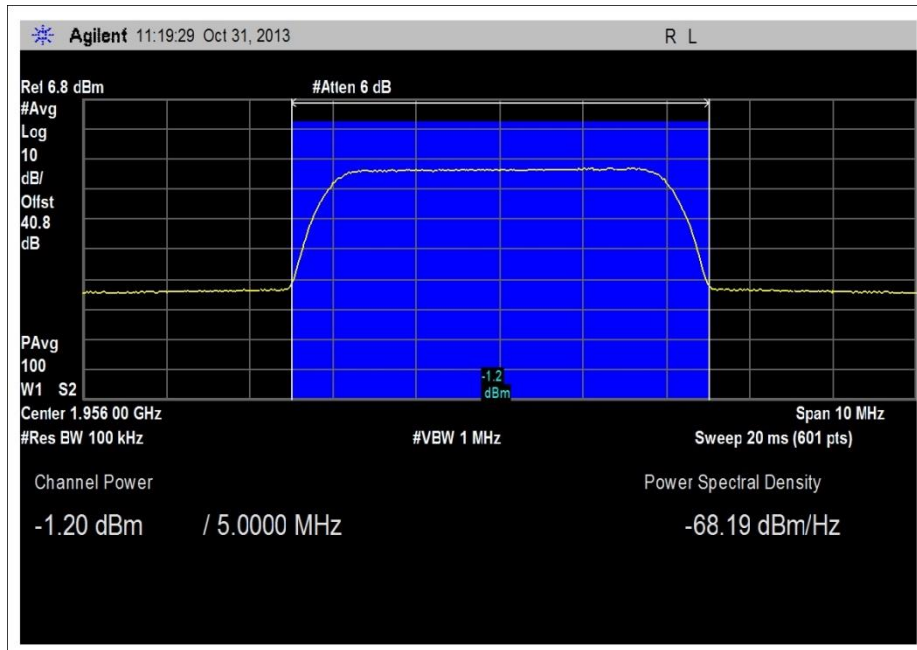 Agilent 11:19:29 Oct 31, 2013 R L
Ref 6.8 dBm #Atten 6 dB
#Avg
Log
10
dB/
Offst
40.8
dB
PAvg
100
W1 S2
-1.2
dBm
Center 1.956 00 GHz Span 10 MHz
#Res BW 100 kHz #VBW 1 MHz Sweep 20 ms (601 pts)
Channel Power Power Spectral Density
-1.20 dBm / 5.0000 MHz -68.19 dBm/Hz